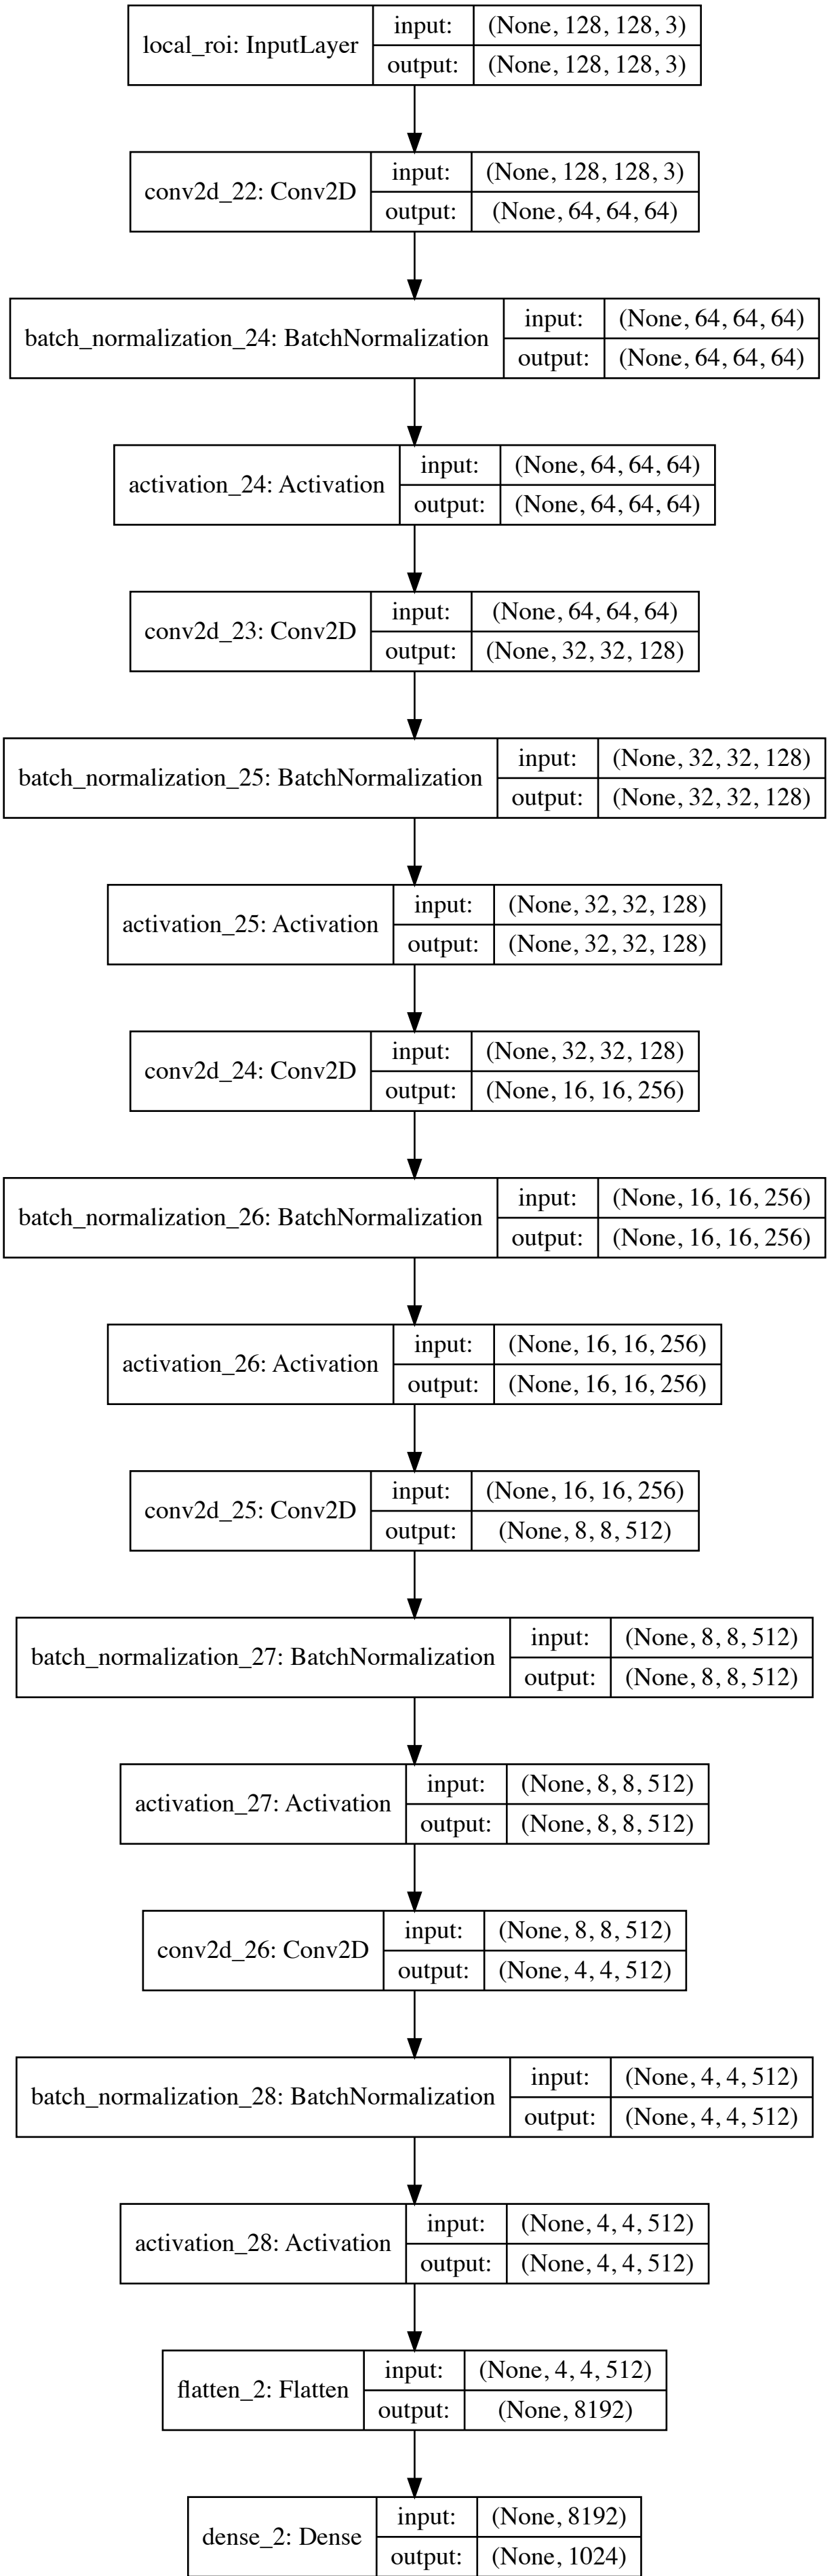 local_roi: InputLayer
input: (None, 128, 128, 3)
output: (None, 128, 128, 3)
conv2d_22: Conv2D
input: (None, 128, 128, 3)
output: (None, 64, 64, 64)
batch_normalization_24: BatchNormalization
input: (None, 64, 64, 64)
output: (None, 64, 64, 64)
activation_24: Activation
input: (None, 64, 64, 64)
output: (None, 64, 64, 64)
conv2d_23: Conv2D
input: (None, 64, 64, 64)
output: (None, 32, 32, 128)
batch_normalization_25: BatchNormalization
input: (None, 32, 32, 128)
output: (None, 32, 32, 128)
activation_25: Activation
input: (None, 32, 32, 128)
output: (None, 32, 32, 128)
conv2d_24: Conv2D
input: (None, 32, 32, 128)
output: (None, 16, 16, 256)
batch_normalization_26: BatchNormalization
input: (None, 16, 16, 256)
output: (None, 16, 16, 256)
activation_26: Activation
input: (None, 16, 16, 256)
output: (None, 16, 16, 256)
conv2d_25: Conv2D
input: (None, 16, 16, 256)
output: (None, 8, 8, 512)
batch_normalization_27: BatchNormalization
input: (None, 8, 8, 512)
output: (None, 8, 8, 512)
activation_27: Activation
input: (None, 8, 8, 512)
output: (None, 8, 8, 512)
conv2d_26: Conv2D
input: (None, 8, 8, 512)
output: (None, 4, 4, 512)
batch_normalization_28: BatchNormalization
input: (None, 4, 4, 512)
output: (None, 4, 4, 512)
activation_28: Activation
input: (None, 4, 4, 512)
output: (None, 4, 4, 512)
flatten_2: Flatten
input: (None, 4, 4, 512)
output: (None, 8192)
dense_2: Dense
input: (None, 8192)
output: (None, 1024)